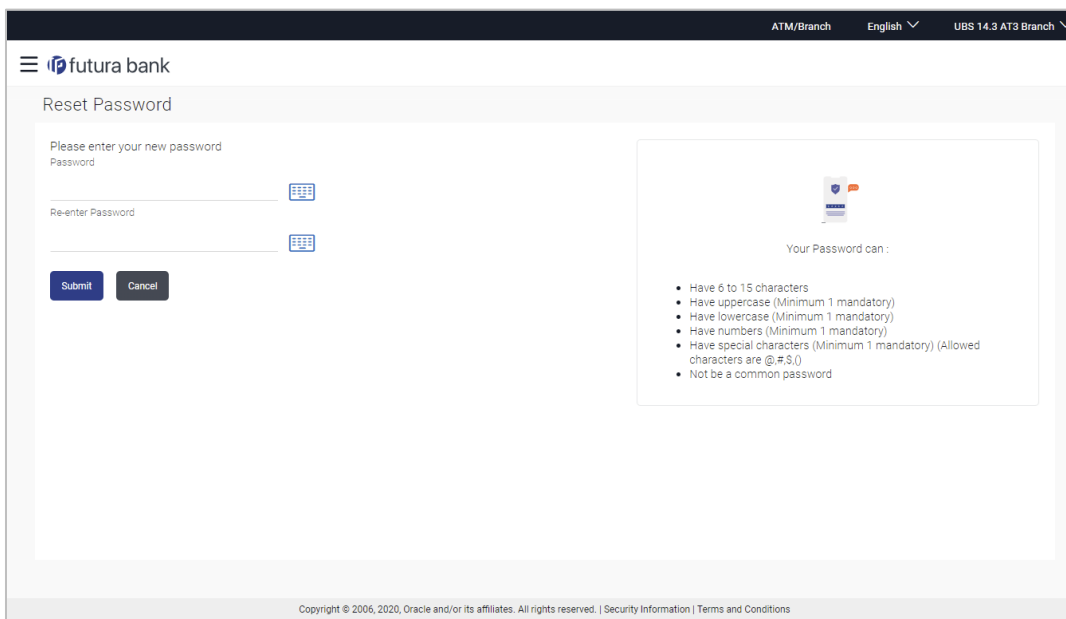 ATM/Branch English UBS 14.3 AT3 Branch
futura bank
Reset Password
Please enter your new password
Password
Re-enter Password
Submit Cancel
Your Password can :
Have 6 to 15 characters
Have uppercase (Minimum 1 mandatory)
Have lowercase (Minimum 1 mandatory)
Have numbers (Minimum 1 mandatory)
Have special characters (Minimum 1 mandatory) (Allowed
characters are @,#,$,()
Not be a common password
Copyright © 2006, 2020, Oracle and/or its affiliates. All rights reserved. | Security Information | Terms and Conditions